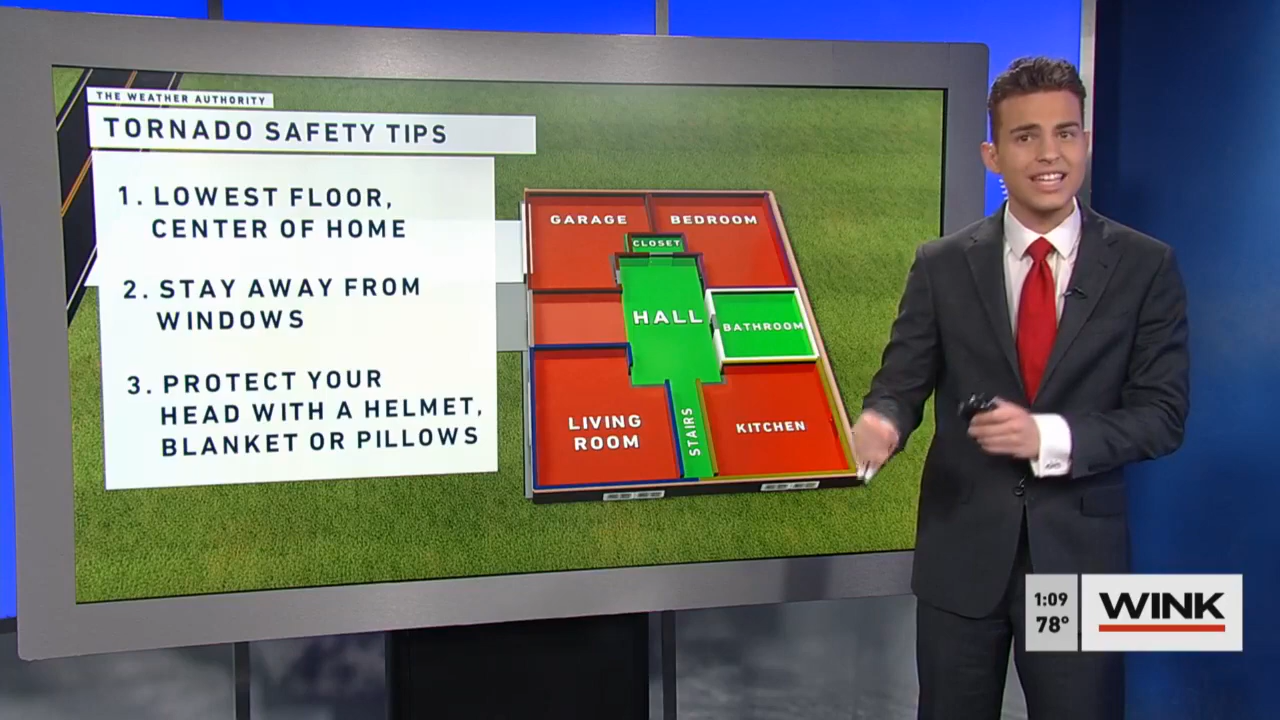 THE WEATHER AUTHORITY
TORNADO SAFETY TIPS
1. LOWEST FLOOR,
CENTER OF HOME
2. STAY AWAY FROM
WINDOWS
3. PROTECT YOUR
HEAD WITH A HELMET,
BLANKET OR PILLOWS
GARAGE
BEDROOM
CLOSET
HALL
BATHROOM
LIVING
ROOM
STAIRS
KITCHEN
1:09
78°
WINK